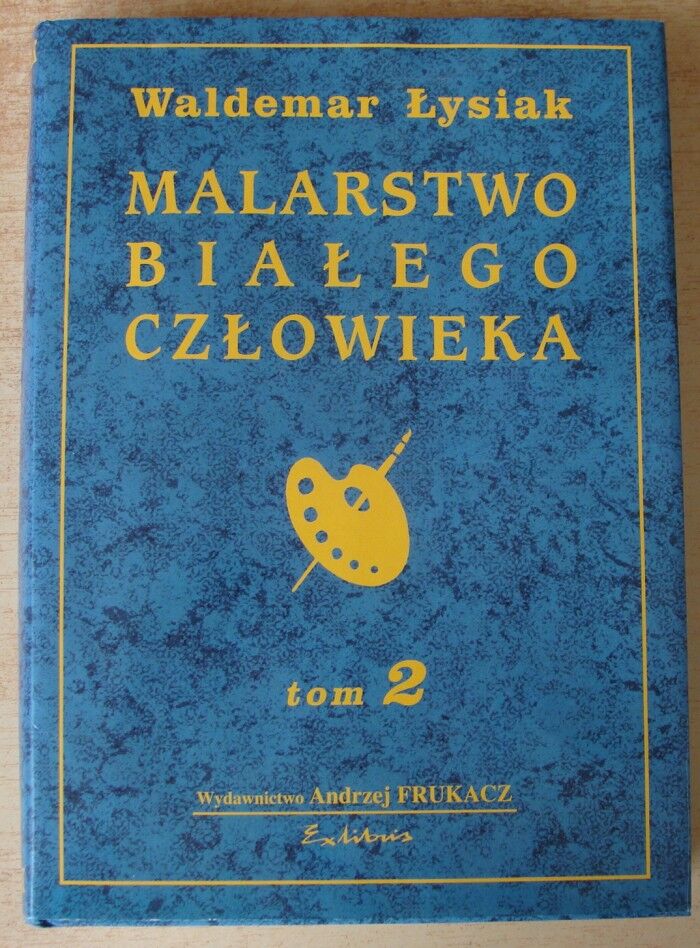 Waldemar Łysiak
MALARSTWO
BIAŁEGO
CZŁOWIEKA
tom 2
Wydawnictwo Andrzej FRUKACZ
Exlibris